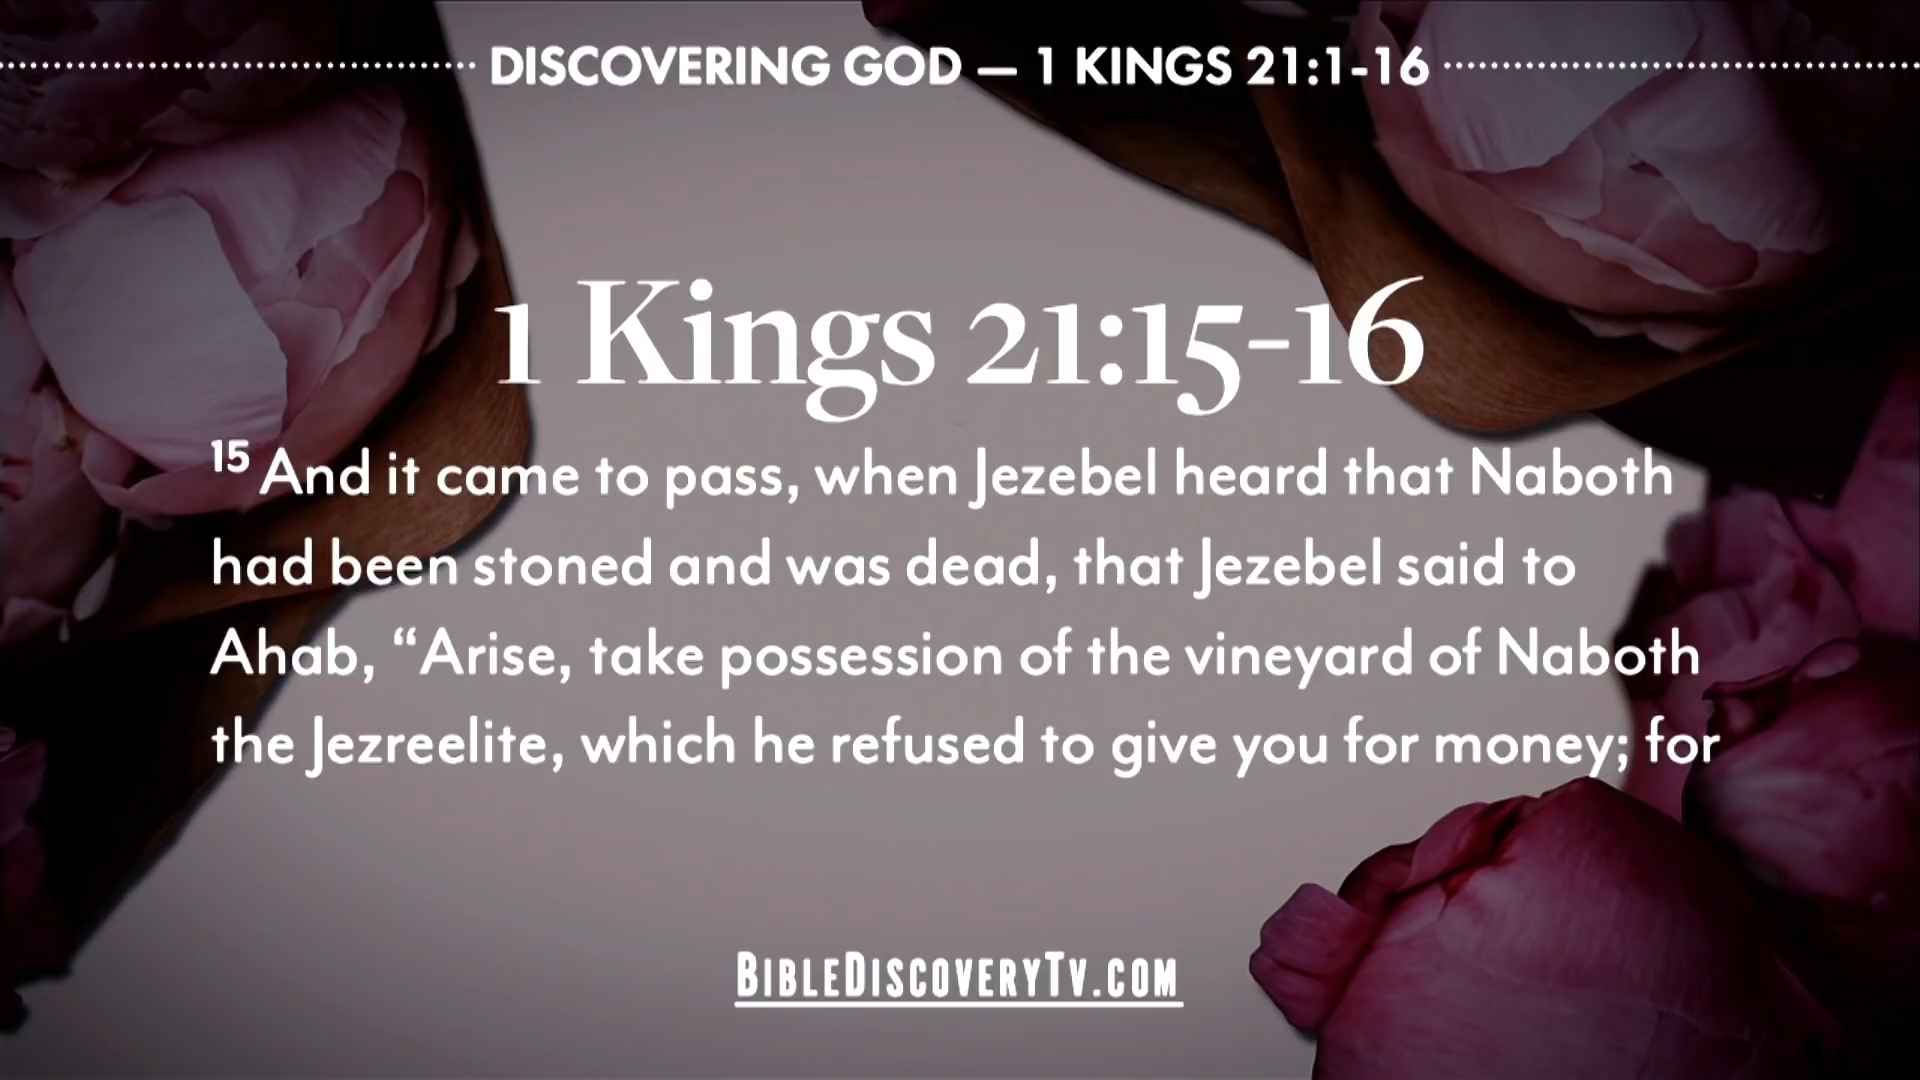 DISCOVERING GOD — 1 KINGS 21:1-16
1 Kings 21:15-16
15 And it came to pass, when Jezebel heard that Naboth
had been stoned and was dead, that Jezebel said to
Ahab, “Arise, take possession of the vineyard of Naboth
the Jezreelite, which he refused to give you for money; for
BIBLEDISCOVERYTV.COM